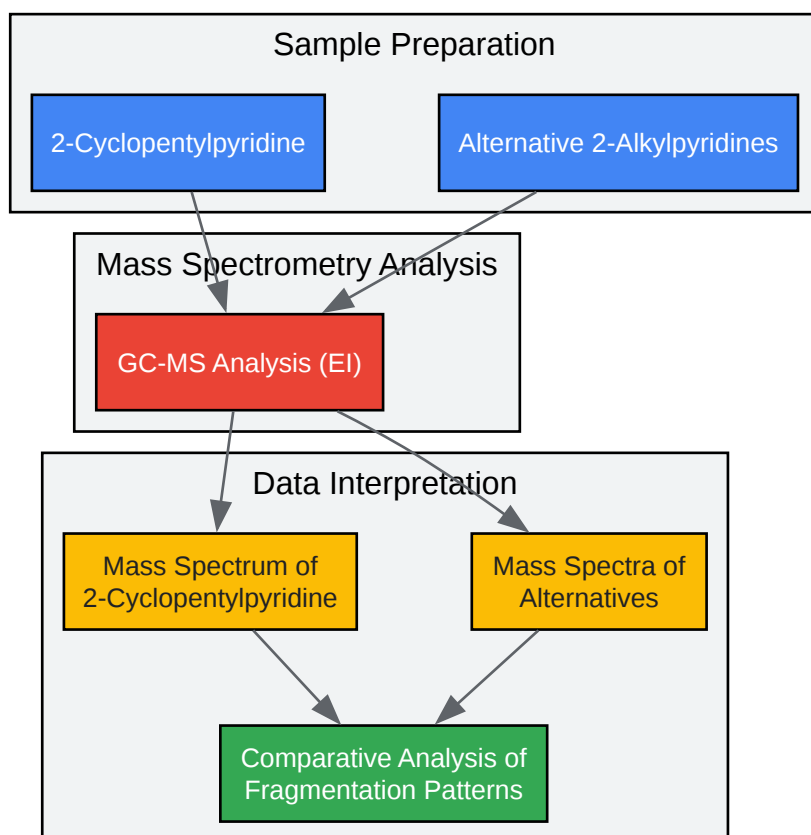 Sample Preparation
2-Cyclopentylpyridine
Alternative 2-Alkylpyridines
Mass Spectrometry Analysis
GC-MS Analysis (EI)
Data Interpretation
Mass Spectrum of
2-Cyclopentylpyridine
Mass Spectra of
Alternatives
Comparative Analysis of
Fragmentation Patterns